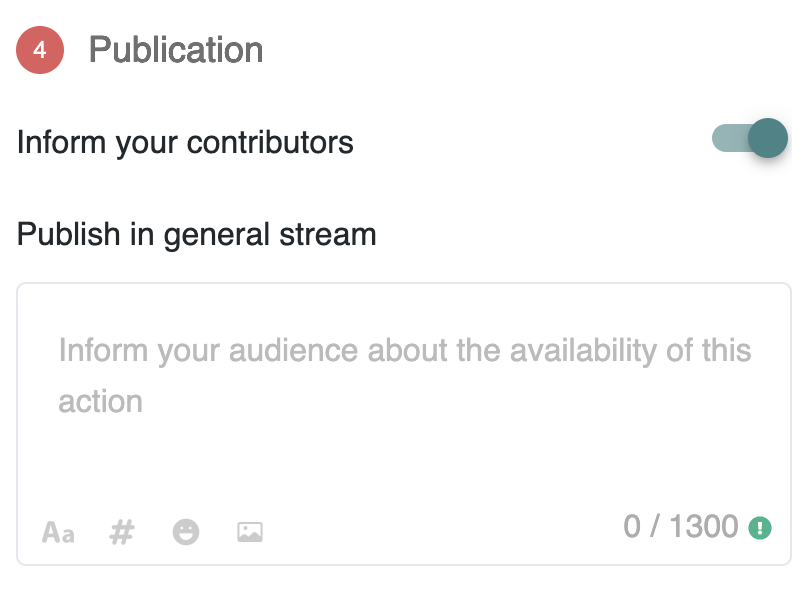 4 Publication
Inform your contributors
Publish in general stream
Inform your audience about the availability of this
action
Aa # 0 / 1300 !